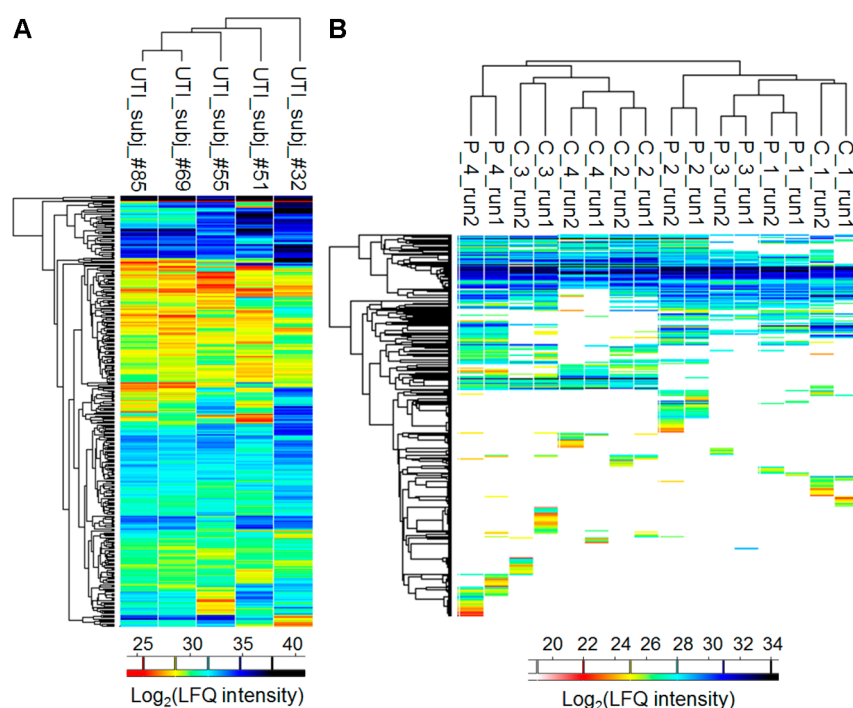 A
B
UTI_subj_#85
UTI_subj_#69
UTI_subj_#55
UTI_subj_#51
UTI_subj_#32
P_4_run2
P_4_run1
C_3_run2
C_3_run1
C_4_run2
C_4_run1
C_2_run2
C_2_run1
P_2_run2
P_2_run1
P_3_run2
P_3_run1
P_1_run2
P_1_run1
C_1_run2
C_1_run1
25 30 35 40
Log2(LFQ intensity)
20 22 24 26 28 30 32 34
Log2(LFQ intensity)